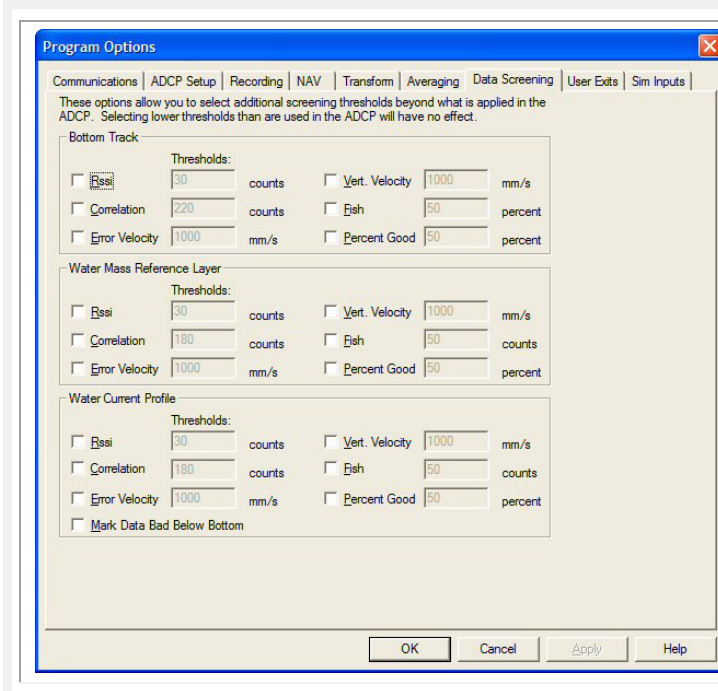 Program Options
Communications ADCP Setup Recording NAV Transform Averaging Data Screening User Exits Sim Inputs
These options allow you to select additional screening thresholds beyond what is applied in the
ADCP. Selecting lower thresholds than are used in the ADCP will have no effect.
Bottom Track
Thresholds:
Rssi 30 counts Vert. Velocity 1000 mm/s
Correlation 220 counts Fish 50 percent
Error Velocity 1000 mm/s Percent Good 50 percent
Water Mass Reference Layer
Thresholds:
Rssi 30 counts Vert. Velocity 1000 mm/s
Correlation 180 counts Fish 50 counts
Error Velocity 1000 mm/s Percent Good 50 percent
Water Current Profile
Thresholds:
Rssi 30 counts Vert. Velocity 1000 mm/s
Correlation 180 counts Fish 50 counts
Error Velocity 1000 mm/s Percent Good 50 percent
Mark Data Bad Below Bottom
OK Cancel Apply Help